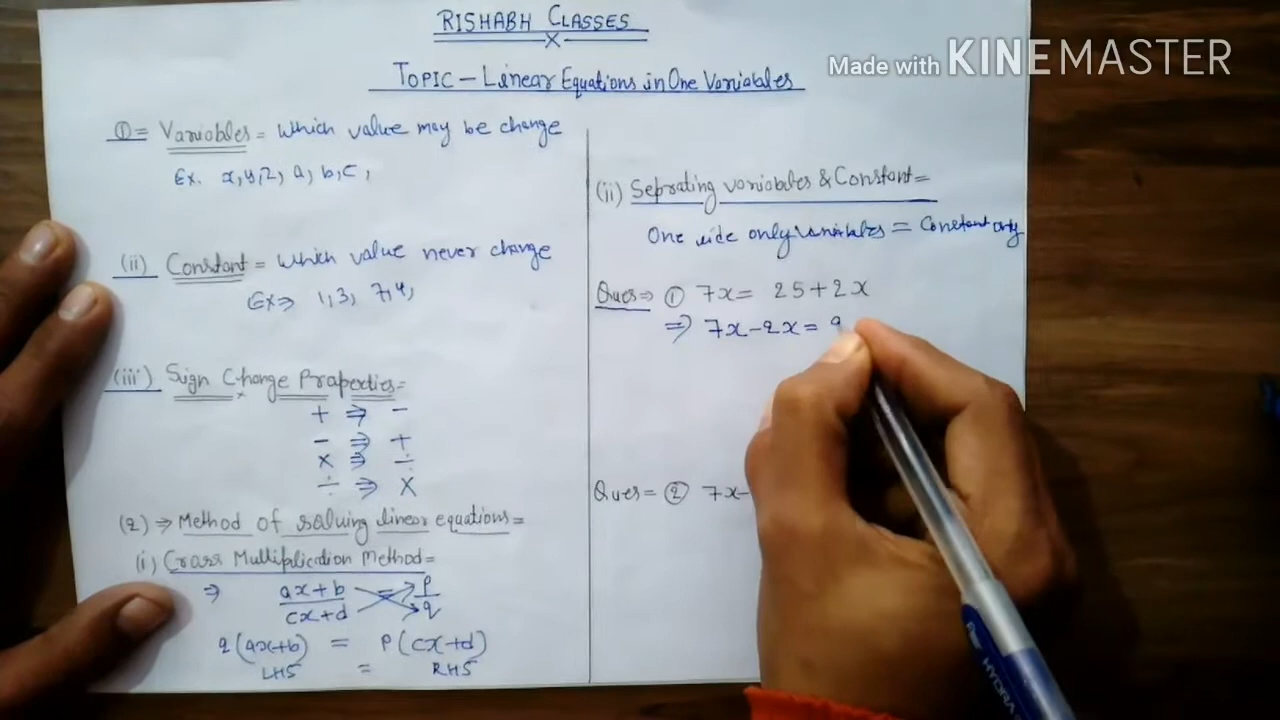 RISHABH CLASSES
Made with KINEMASTER
TOPIC - Linear Equations in One Variables
①= Variables = Which value may be change
Ex. x, y, z, a, b, c,
(ii) Constant = Which value never change
Ex ⇒ 1, 3, 7, 4,
(iii) Sign Change Properties =
+ ⇒ -
- ⇒ +
× ⇒ ÷
÷ ⇒ ×
(2) ⇒ Method of solving linear equations =
(i) Cross Multiplication Method =
⇒ ax+b / cx+d = p / q
q(ax+b) = p(cx+d)
LHS = RHS
(ii) Seprating variables & Constant =
One side only variables = Constant only
Ques ⇒ ① 7x = 25+2x
⇒ 7x-2x = 2
Ques = ② 7x-
HYDRA